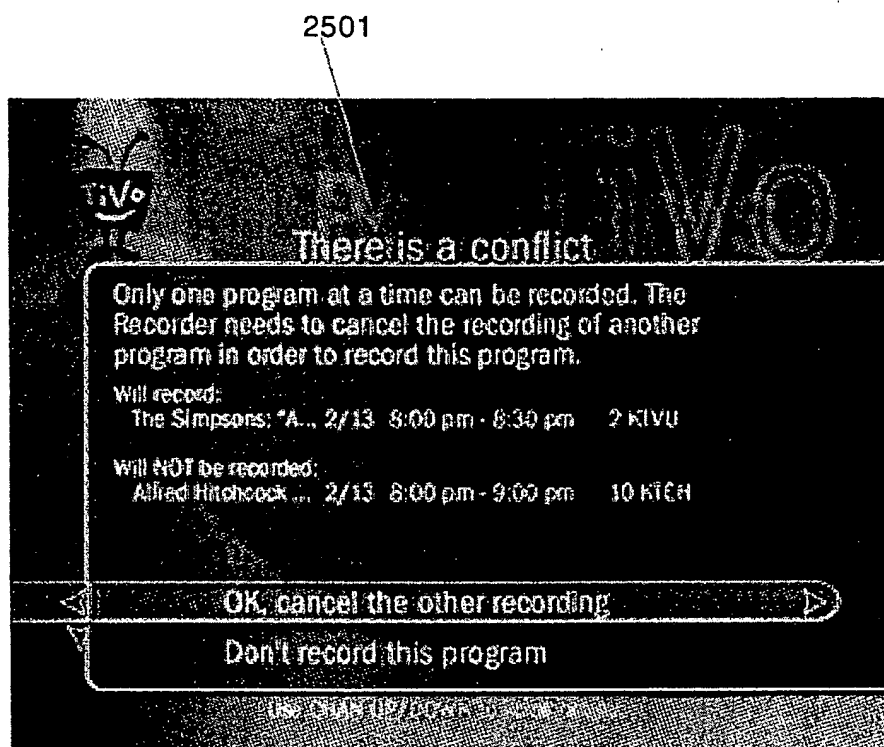 2501
TiVo
TiVo
There is a conflict
Only one program at a time can be recorded. The
Recorder needs to cancel the recording of another
program in order to record this program.
Will record:
The Simpsons: "A... 2/13 8:00 pm - 8:30 pm 2 KTVU
Will NOT be recorded:
Alfred Hitchcock ... 2/13 8:00 pm - 9:00 pm 10 KTEH
OK, cancel the other recording
Don't record this program
CHAN UP/DOWN